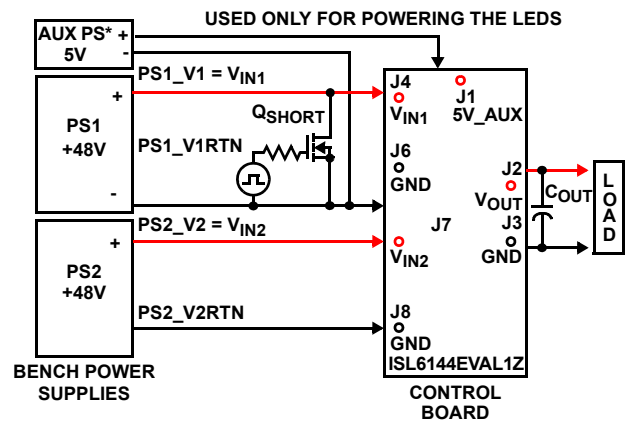 USED ONLY FOR POWERING THE LEDS
AUX PS* +
5V -
+
PS1
+48V
-
PS1_V1 = VIN1
QSHORT
PS1_V1RTN
PS2_V2 = VIN2
+
PS2
+48V
PS2_V2RTN
BENCH POWER
SUPPLIES
J4
VIN1
J1
5V_AUX
J6
GND
J2
VOUT
J7
J3
GND
VIN2
J8
GND
ISL6144EVAL1Z
CONTROL
BOARD
COUT
LOAD